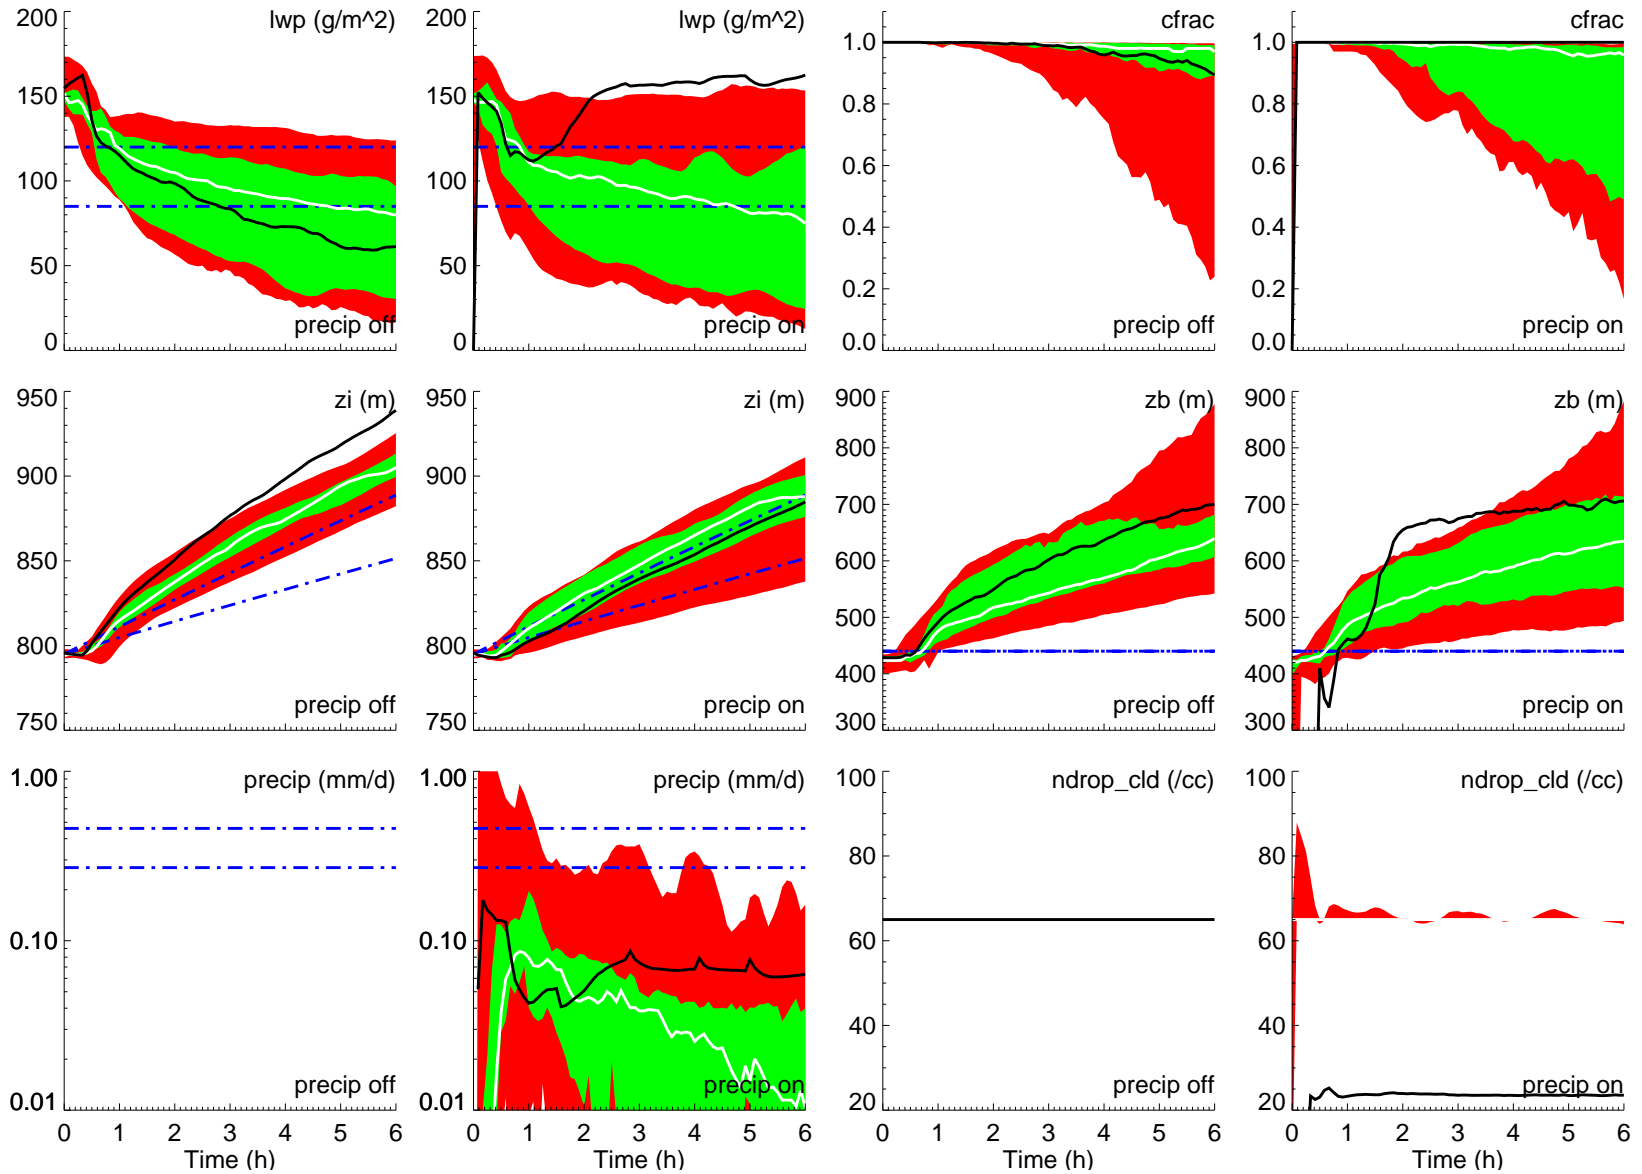 lwp (g/m^2)
200
150
100
50
0
precip off
lwp (g/m^2)
200
150
100
50
0
precip on
cfrac
1.0
0.8
0.6
0.4
0.2
0.0
precip off
cfrac
1.0
0.8
0.6
0.4
0.2
0.0
precip on
zi (m)
950
900
850
800
750
precip off
zi (m)
950
900
850
800
750
precip on
zb (m)
900
800
700
600
500
400
300
precip off
zb (m)
900
800
700
600
500
400
300
precip on
precip (mm/d)
1.00
0.10
0.01
precip off
0 1 2 3 4 5 6
Time (h)
precip (mm/d)
1.00
0.10
0.01
precip on
0 1 2 3 4 5 6
Time (h)
ndrop_cld (/cc)
100
80
60
40
20
precip off
0 1 2 3 4 5 6
Time (h)
ndrop_cld (/cc)
100
80
60
40
20
precip on
0 1 2 3 4 5 6
Time (h)